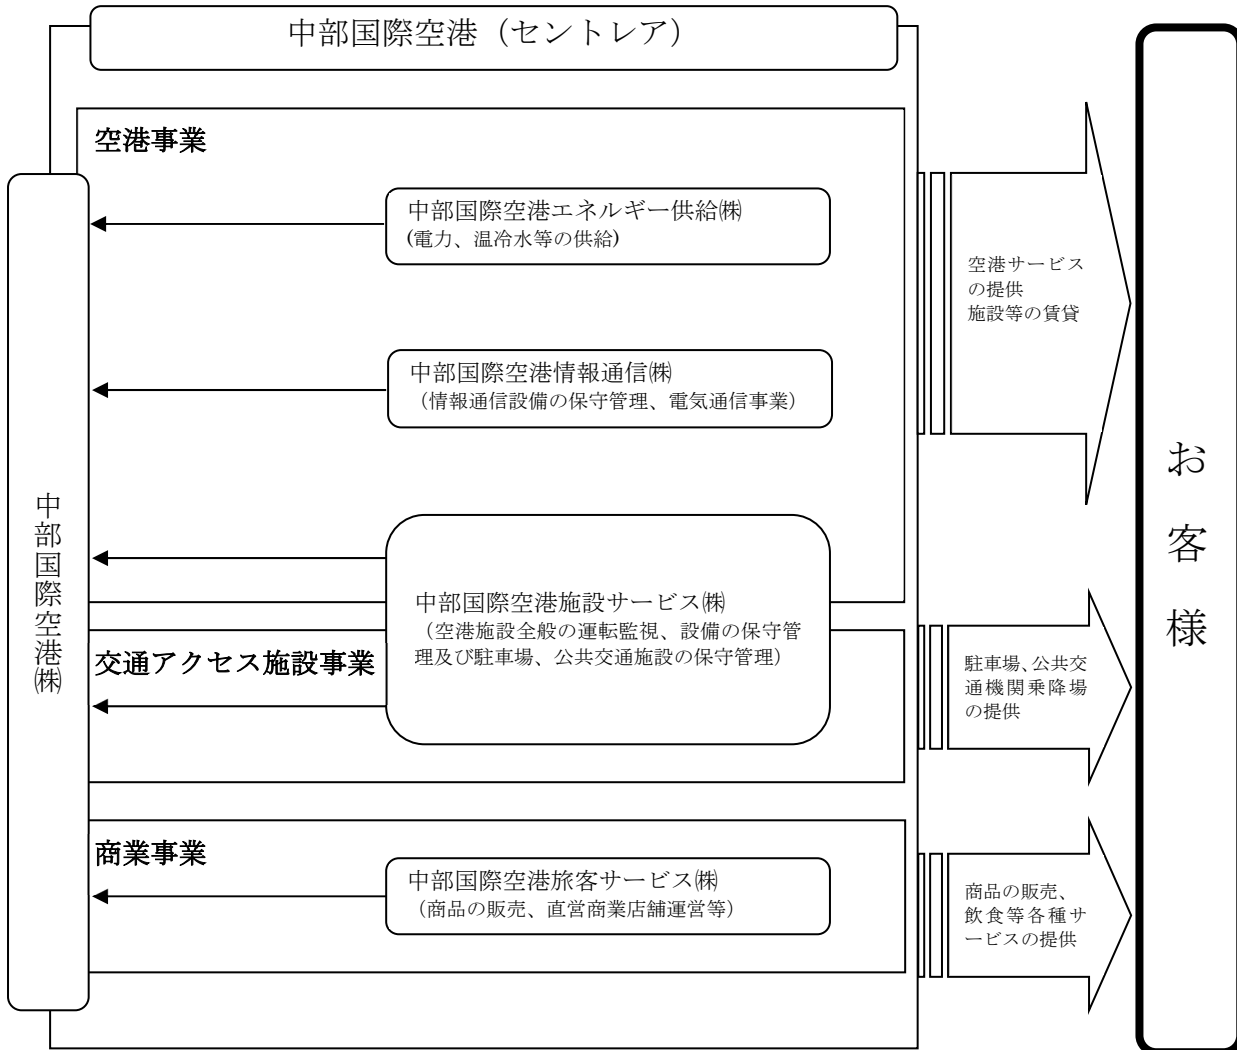 中部国際空港（セントレア）
空港事業
中部国際空港エネルギー供給㈱
(電力、温冷水等の供給)
中部国際空港情報通信㈱
（情報通信設備の保守管理、電気通信事業）
中部国際空港施設サービス㈱
（空港施設全般の運転監視、設備の保守管
理及び駐車場、公共交通施設の保守管理）
交通アクセス施設事業
商業事業
中部国際空港旅客サービス㈱
（商品の販売、直営商業店舗運営等）
中部国際空港㈱
空港サービス
の提供
施設等の賃貸
駐車場、公共交
通機関乗降場
の提供
商品の販売、
飲食等各種サ
ービスの提供
お客様